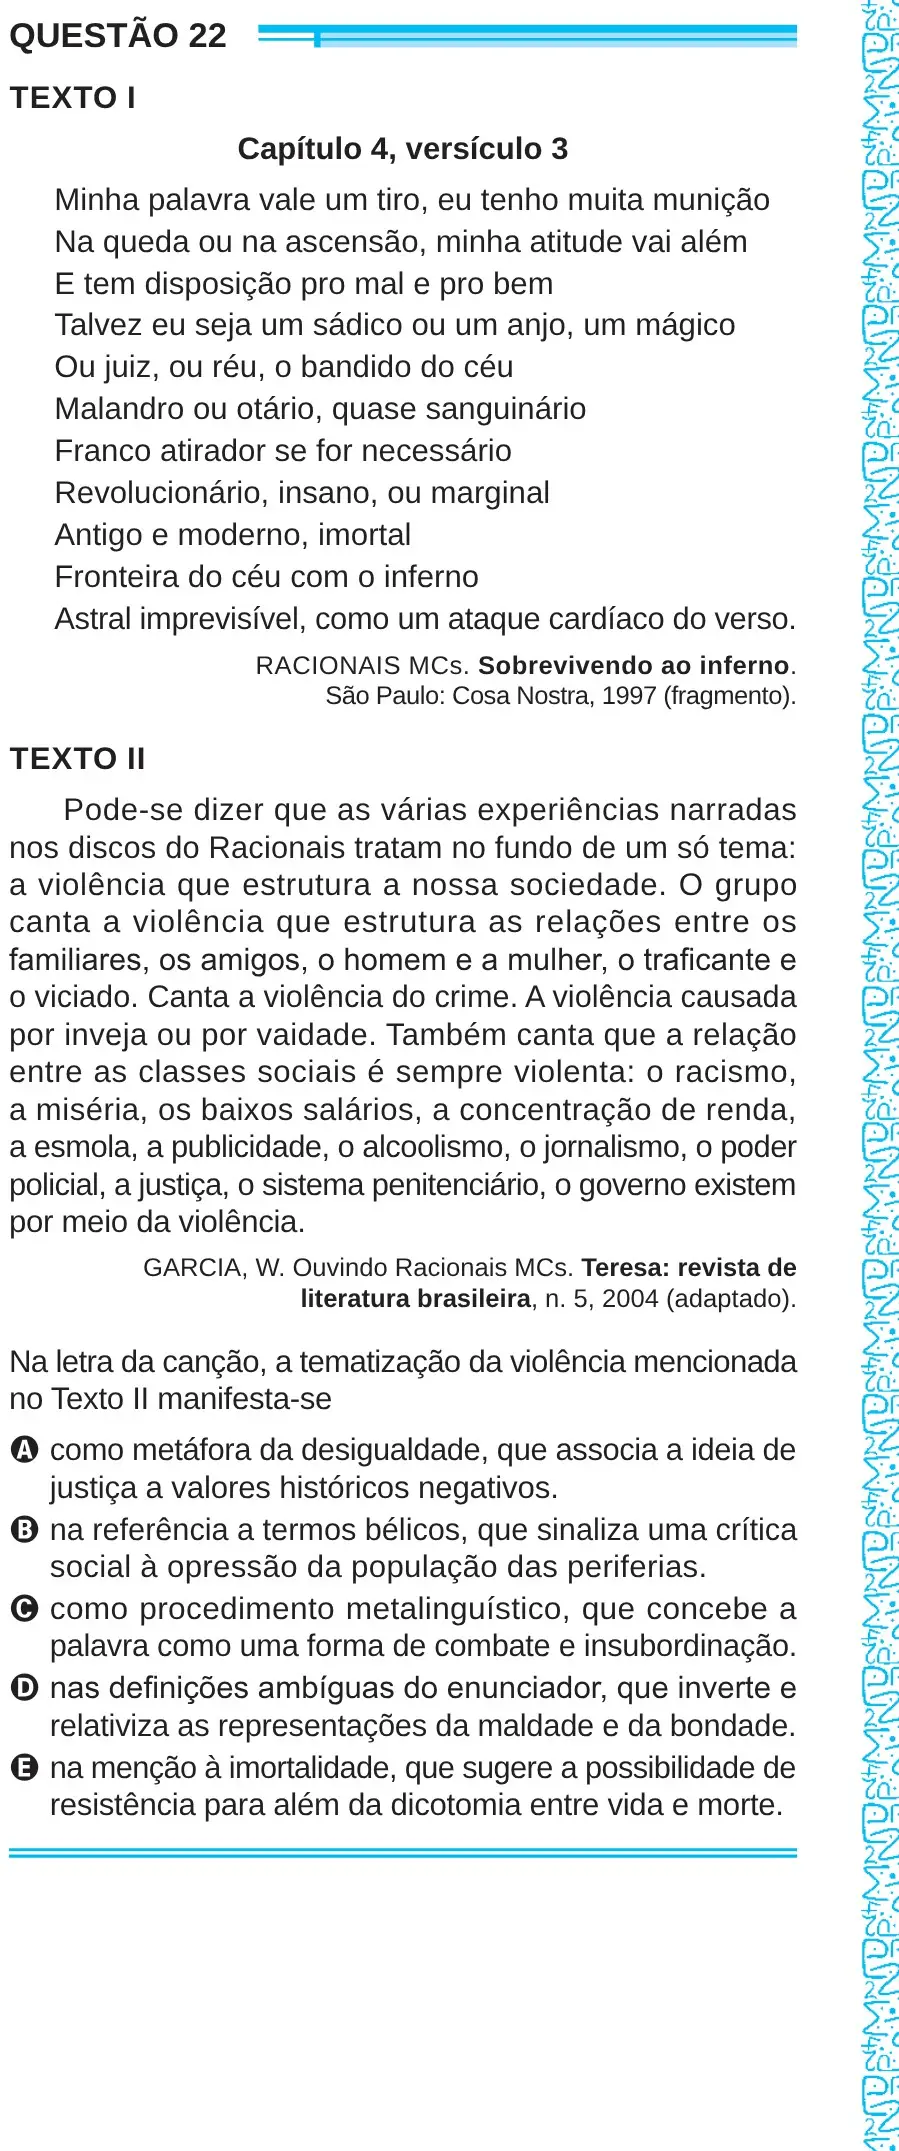 QUESTÃO 22
TEXTO I
Capítulo 4, versículo 3
Minha palavra vale um tiro, eu tenho muita munição
Na queda ou na ascensão, minha atitude vai além
E tem disposição pro mal e pro bem
Talvez eu seja um sádico ou um anjo, um mágico
Ou juiz, ou réu, o bandido do céu
Malandro ou otário, quase sanguinário
Franco atirador se for necessário
Revolucionário, insano, ou marginal
Antigo e moderno, imortal
Fronteira do céu com o inferno
Astral imprevisível, como um ataque cardíaco do verso.
RACIONAIS MCs. Sobrevivendo ao inferno.
São Paulo: Cosa Nostra, 1997 (fragmento).
TEXTO II
Pode-se dizer que as várias experiências narradas
nos discos do Racionais tratam no fundo de um só tema:
a violência que estrutura a nossa sociedade. O grupo
canta a violência que estrutura as relações entre os
familiares, os amigos, o homem e a mulher, o traficante e
o viciado. Canta a violência do crime. A violência causada
por inveja ou por vaidade. Também canta que a relação
entre as classes sociais é sempre violenta: o racismo,
a miséria, os baixos salários, a concentração de renda,
a esmola, a publicidade, o alcoolismo, o jornalismo, o poder
policial, a justiça, o sistema penitenciário, o governo existem
por meio da violência.
GARCIA, W. Ouvindo Racionais MCs. Teresa: revista de
literatura brasileira, n. 5, 2004 (adaptado).
Na letra da canção, a tematização da violência mencionada
no Texto II manifesta-se
A como metáfora da desigualdade, que associa a ideia de
justiça a valores históricos negativos.
B na referência a termos bélicos, que sinaliza uma crítica
social à opressão da população das periferias.
C como procedimento metalinguístico, que concebe a
palavra como uma forma de combate e insubordinação.
D nas definições ambíguas do enunciador, que inverte e
relativiza as representações da maldade e da bondade.
E na menção à imortalidade, que sugere a possibilidade de
resistência para além da dicotomia entre vida e morte.